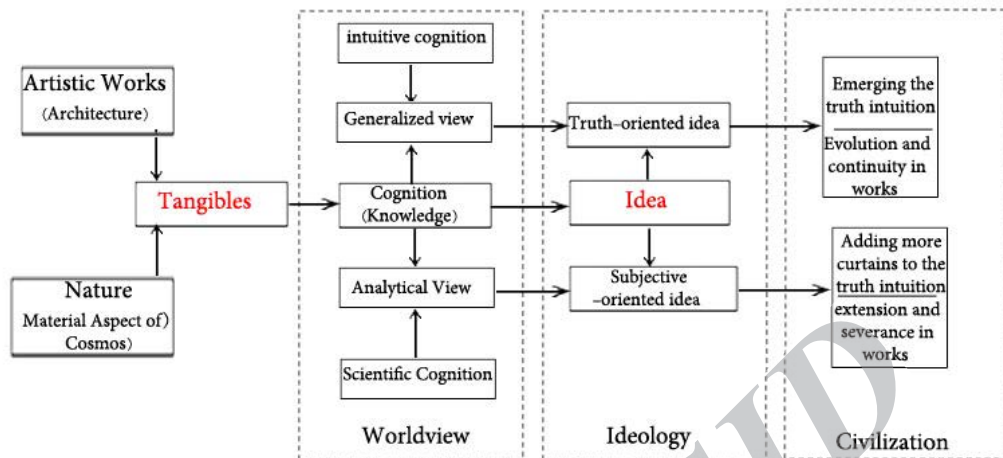 Artistic Works
(Architecture)
Tangibles
Nature
Material Aspect of)
Cosmos)
intuitive cognition
Generalized view
Cognition
(Knowledge)
Analytical View
Scientific Cognition
Worldview
Truth-oriented idea
Idea
Subjective
-oriented idea
Ideology
Emerging the
truth intuition
Evolution and
continuity in
works
Adding more
curtains to the
truth intuition
extension and
severance in
works
Civilization